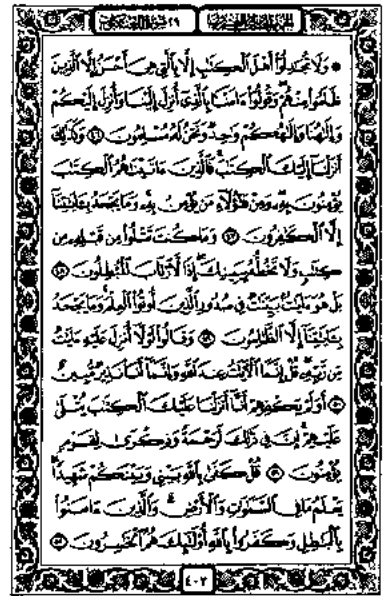 الجزء الحادي والعشرون ٢٩ سورة العنكبوت
* وَلَا تُجَٰدِلُوٓا۟ أَهْلَ ٱلْكِتَٰبِ إِلَّا بِٱلَّتِى هِىَ أَحْسَنُ إِلَّا ٱلَّذِينَ
ظَلَمُوا۟ مِنْهُمْ وَقُولُوٓا۟ ءَامَنَّا بِٱلَّذِىٓ أُنزِلَ إِلَيْنَا وَأُنزِلَ إِلَيْكُمْ
وَإِلَٰهُنَا وَإِلَٰهُكُمْ وَٰحِدٌ وَنَحْنُ لَهُۥ مُسْلِمُونَ ٤٦ وَكَذَٰلِكَ
أَنزَلْنَآ إِلَيْكَ ٱلْكِتَٰبَ فَٱلَّذِينَ ءَاتَيْنَٰهُمُ ٱلْكِتَٰبَ
يُؤْمِنُونَ بِهِۦ وَمِنْ هَٰٓؤُلَآءِ مَن يُؤْمِنُ بِهِۦ وَمَا يَجْحَدُ بِـَٔايَٰتِنَآ
إِلَّا ٱلْكَٰفِرُونَ ٤٧ وَمَا كُنتَ تَتْلُوا۟ مِن قَبْلِهِۦ مِن
كِتَٰبٍ وَلَا تَخُطُّهُۥ بِيَمِينِكَ إِذًا لَّٱرْتَابَ ٱلْمُبْطِلُونَ ٤٨
بَلْ هُوَ ءَايَٰتٌۢ بَيِّنَٰتٌ فِى صُدُورِ ٱلَّذِينَ أُوتُوا۟ ٱلْعِلْمَ وَمَا يَجْحَدُ
بِـَٔايَٰتِنَآ إِلَّا ٱلظَّٰلِمُونَ ٤٩ وَقَالُوا۟ لَوْلَآ أُنزِلَ عَلَيْهِ ءَايَٰتٌ
مِّن رَّبِّهِۦ قُلْ إِنَّمَا ٱلْءَايَٰتُ عِندَ ٱللَّهِ وَإِنَّمَآ أَنَا۠ نَذِيرٌ مُّبِينٌ
٥٠ أَوَلَمْ يَكْفِهِمْ أَنَّآ أَنزَلْنَا عَلَيْكَ ٱلْكِتَٰبَ يُتْلَىٰ
عَلَيْهِمْ إِنَّ فِى ذَٰلِكَ لَرَحْمَةً وَذِكْرَىٰ لِقَوْمٍ
يُؤْمِنُونَ ٥١ قُلْ كَفَىٰ بِٱللَّهِ بَيْنِى وَبَيْنَكُمْ شَهِيدًا
يَعْلَمُ مَا فِى ٱلسَّمَٰوَٰتِ وَٱلْأَرْضِ وَٱلَّذِينَ ءَامَنُوا۟
بِٱلْبَٰطِلِ وَكَفَرُوا۟ بِٱللَّهِ أُو۟لَٰٓئِكَ هُمُ ٱلْخَٰسِرُونَ ٥٢
٤٠٢